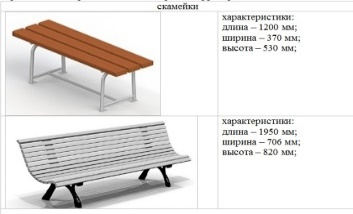 скамейки
характеристики:
длина – 1200 мм;
ширина – 370 мм;
высота – 530 мм;
характеристики:
длина – 1950 мм;
ширина – 706 мм;
высота – 820 мм;